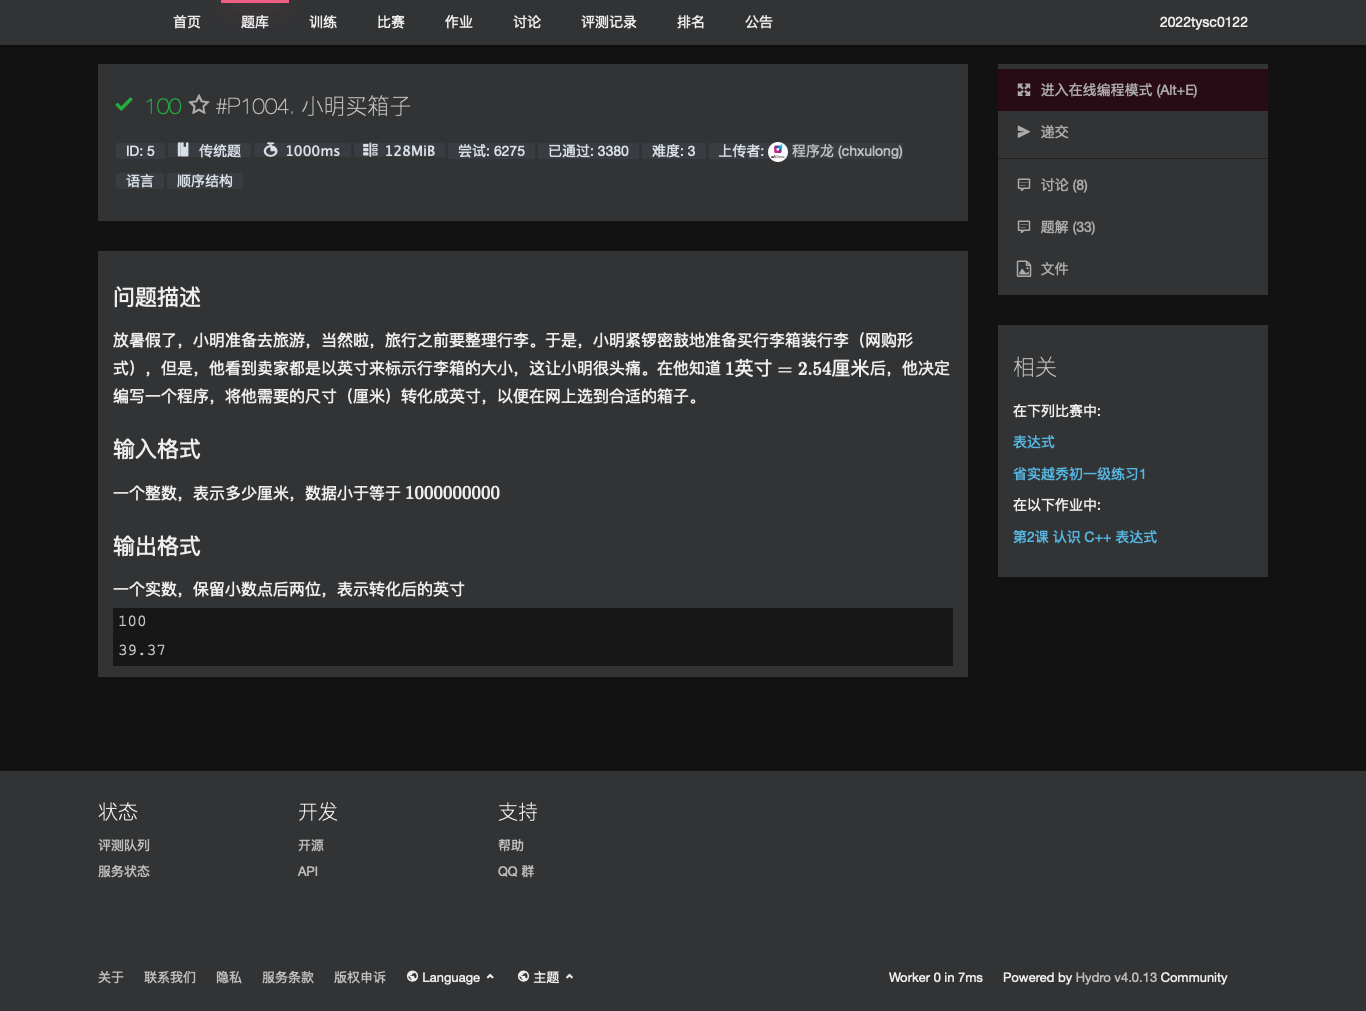 首页 题库 训练 比赛 作业 讨论 评测记录 排名 公告 2022tysc0122
100 #P1004. 小明买箱子
ID: 5 传统题 1000ms 128MiB 尝试: 6275 已通过: 3380 难度: 3 上传者: 程序龙 (chxulong)
语言 顺序结构
问题描述
放暑假了，小明准备去旅游，当然啦，旅行之前要整理行李。于是，小明紧锣密鼓地准备买行李箱装行李（网购形
式），但是，他看到卖家都是以英寸来标示行李箱的大小，这让小明很头痛。在他知道 1英寸 = 2.54厘米后，他决定
编写一个程序，将他需要的尺寸（厘米）转化成英寸，以便在网上选到合适的箱子。
输入格式
一个整数，表示多少厘米，数据小于等于 1000000000
输出格式
一个实数，保留小数点后两位，表示转化后的英寸
100
39.37
进入在线编程模式 (Alt+E)
递交
讨论 (8)
题解 (33)
文件
相关
在下列比赛中:
表达式
省实越秀初一级练习1
在以下作业中:
第2课 认识 C++ 表达式
状态 开发 支持
评测队列 开源 帮助
服务状态 API QQ 群
关于 联系我们 隐私 服务条款 版权申诉 Language 主题 Worker 0 in 7ms Powered by Hydro v4.0.13 Community